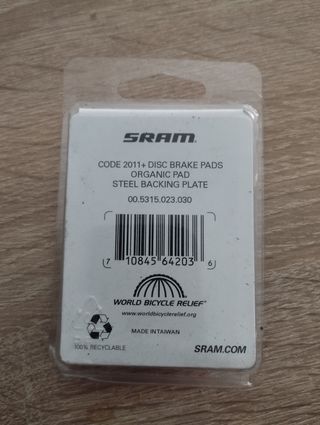 SRAM
CODE 2011+ DISC BRAKE PADS
ORGANIC PAD
STEEL BACKING PLATE
00.5315.023.030
7 10845 64203 6
WORLD BICYCLE RELIEF
www.worldbicyclerelief.org
MADE IN TAIWAN
100% RECYCLABLE
SRAM.COM